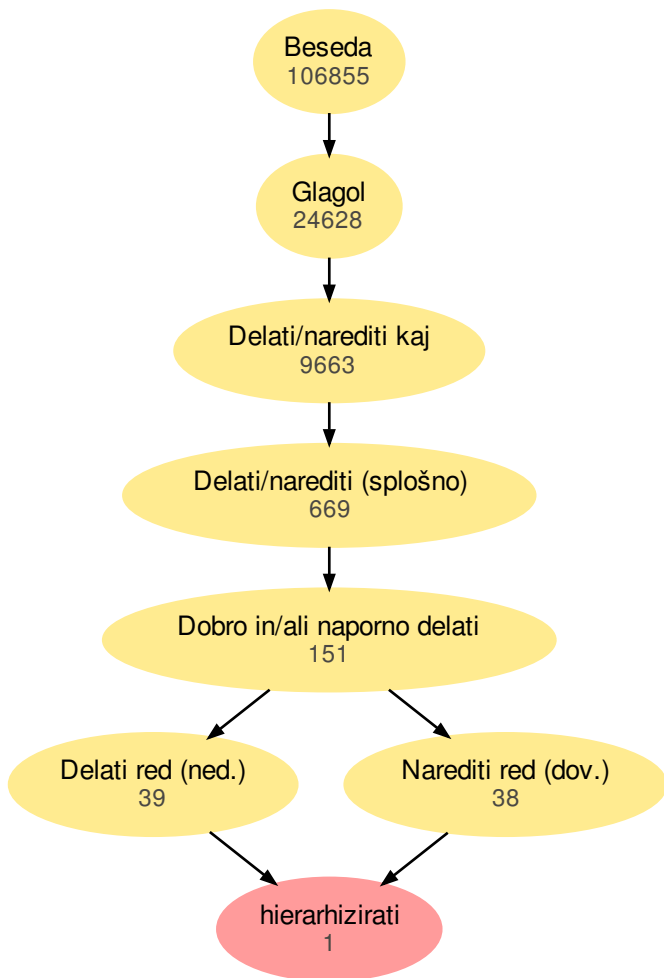 Beseda
106855
Glagol
24628
Delati/narediti kaj
9663
Delati/narediti (splošno)
669
Dobro in/ali naporno delati
151
Delati red (ned.)
39
Narediti red (dov.)
38
hierarhizirati
1